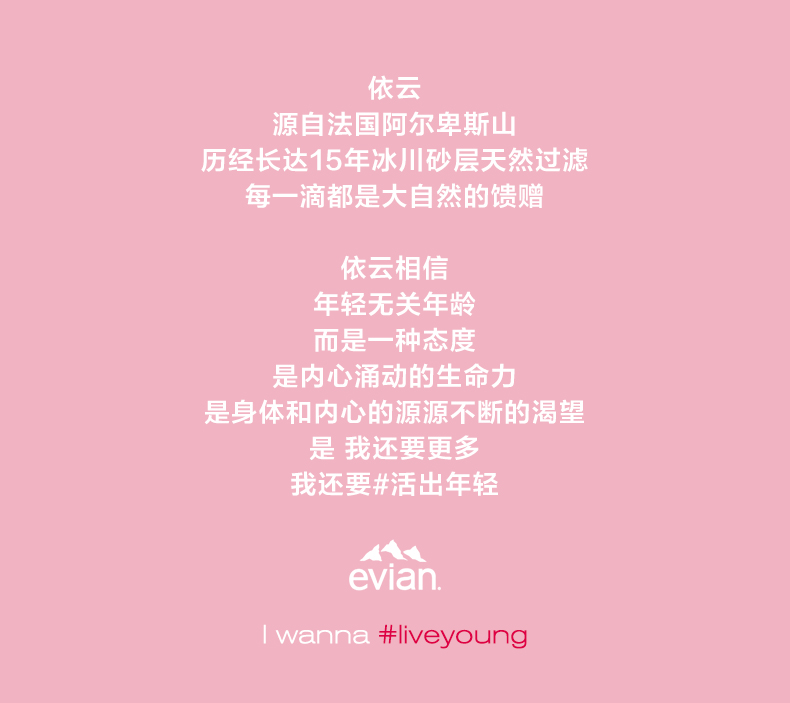 依云
源自法国阿尔卑斯山
历经长达15年冰川砂层天然过滤
每一滴都是大自然的馈赠
依云相信
年轻无关年龄
而是一种态度
是内心涌动的生命力
是身体和内心的源源不断的渴望
是 我还要更多
我还要#活出年轻
evian.
I wanna #liveyoung